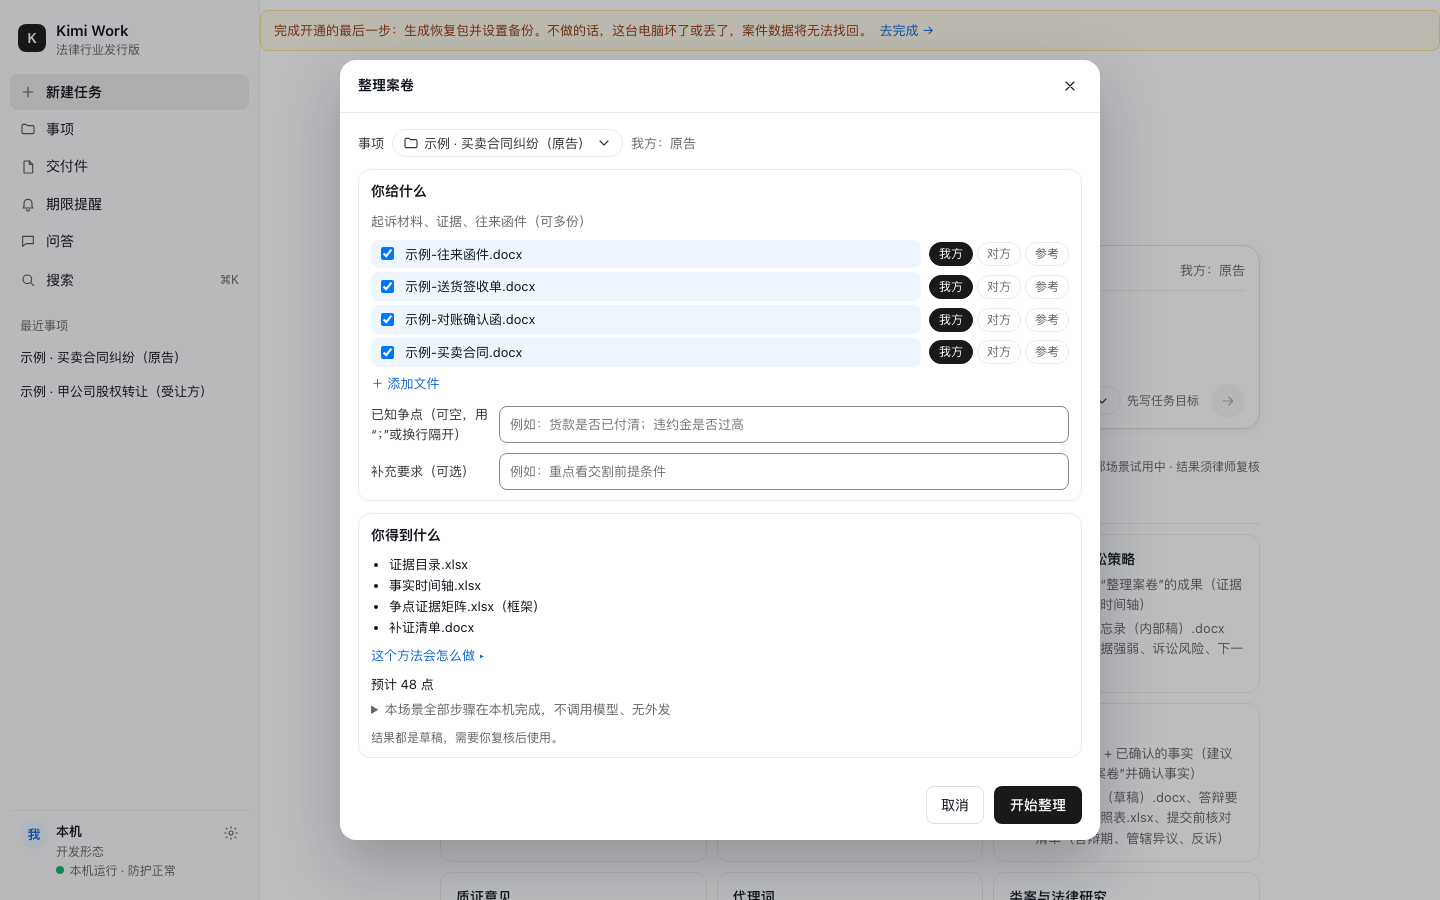 K
Kimi Work
法律行业发行版
新建任务
事项
交付件
期限提醒
问答
搜索 ⌘K
最近事项
示例 · 买卖合同纠纷（原告）
示例 · 甲公司股权转让（受让方）
我 本机
开发形态
本机运行 · 防护正常
完成开通的最后一步：生成恢复包并设置备份。不做的话，这台电脑坏了或丢了，案件数据将无法找回。 去完成 →
整理案卷
事项 示例 · 买卖合同纠纷（原告） 我方：原告
你给什么
起诉材料、证据、往来函件（可多份）
示例-往来函件.docx 我方 对方 参考
示例-送货签收单.docx 我方 对方 参考
示例-对账确认函.docx 我方 对方 参考
示例-买卖合同.docx 我方 对方 参考
＋ 添加文件
已知争点（可空，用
“；”或换行隔开） 例如：货款是否已付清；违约金是否过高
补充要求（可选） 例如：重点看交割前提条件
你得到什么
• 证据目录.xlsx
• 事实时间轴.xlsx
• 争点证据矩阵.xlsx（框架）
• 补证清单.docx
这个方法会怎么做 ▸
预计 48 点
▶ 本场景全部步骤在本机完成，不调用模型、无外发
结果都是草稿，需要你复核后使用。
取消 开始整理
我方：原告
先写任务目标
场景试用中 · 结果须律师复核
讼策略
“整理案卷”的成果（证据
时间轴）
忘录（内部稿）.docx
据强弱、诉讼风险、下一
+ 已确认的事实（建议
案卷”并确认事实）
（草稿）.docx、答辩要
照表.xlsx、提交前核对
清单（答辩期、管辖异议、反诉）
质证意见
代理词
类案与法律研究